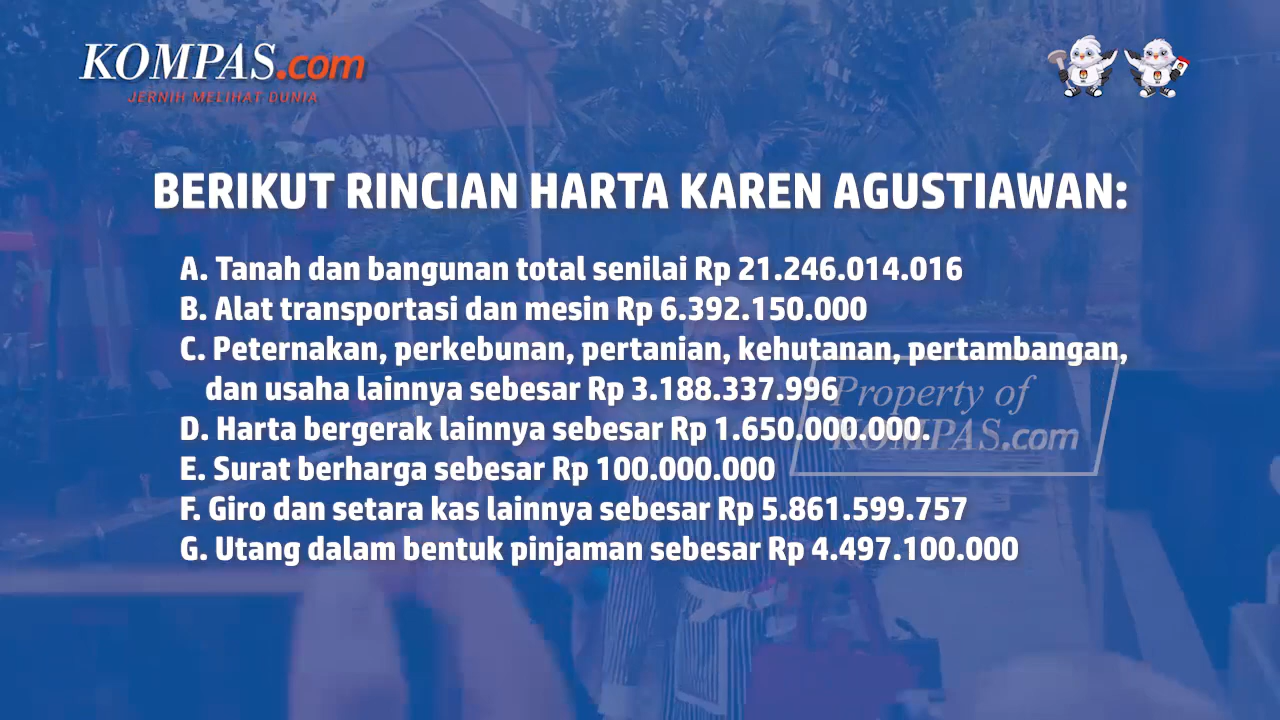 KOMPAS.com
JERNIH MELIHAT DUNIA
BERIKUT RINCIAN HARTA KAREN AGUSTIAWAN:
A. Tanah dan bangunan total senilai Rp 21.246.014.016
B. Alat transportasi dan mesin Rp 6.392.150.000
C. Peternakan, perkebunan, pertanian, kehutanan, pertambangan,
dan usaha lainnya sebesar Rp 3.188.337.996
Property of
KOMPAS.com
D. Harta bergerak lainnya sebesar Rp 1.650.000.000.
E. Surat berharga sebesar Rp 100.000.000
F. Giro dan setara kas lainnya sebesar Rp 5.861.599.757
G. Utang dalam bentuk pinjaman sebesar Rp 4.497.100.000